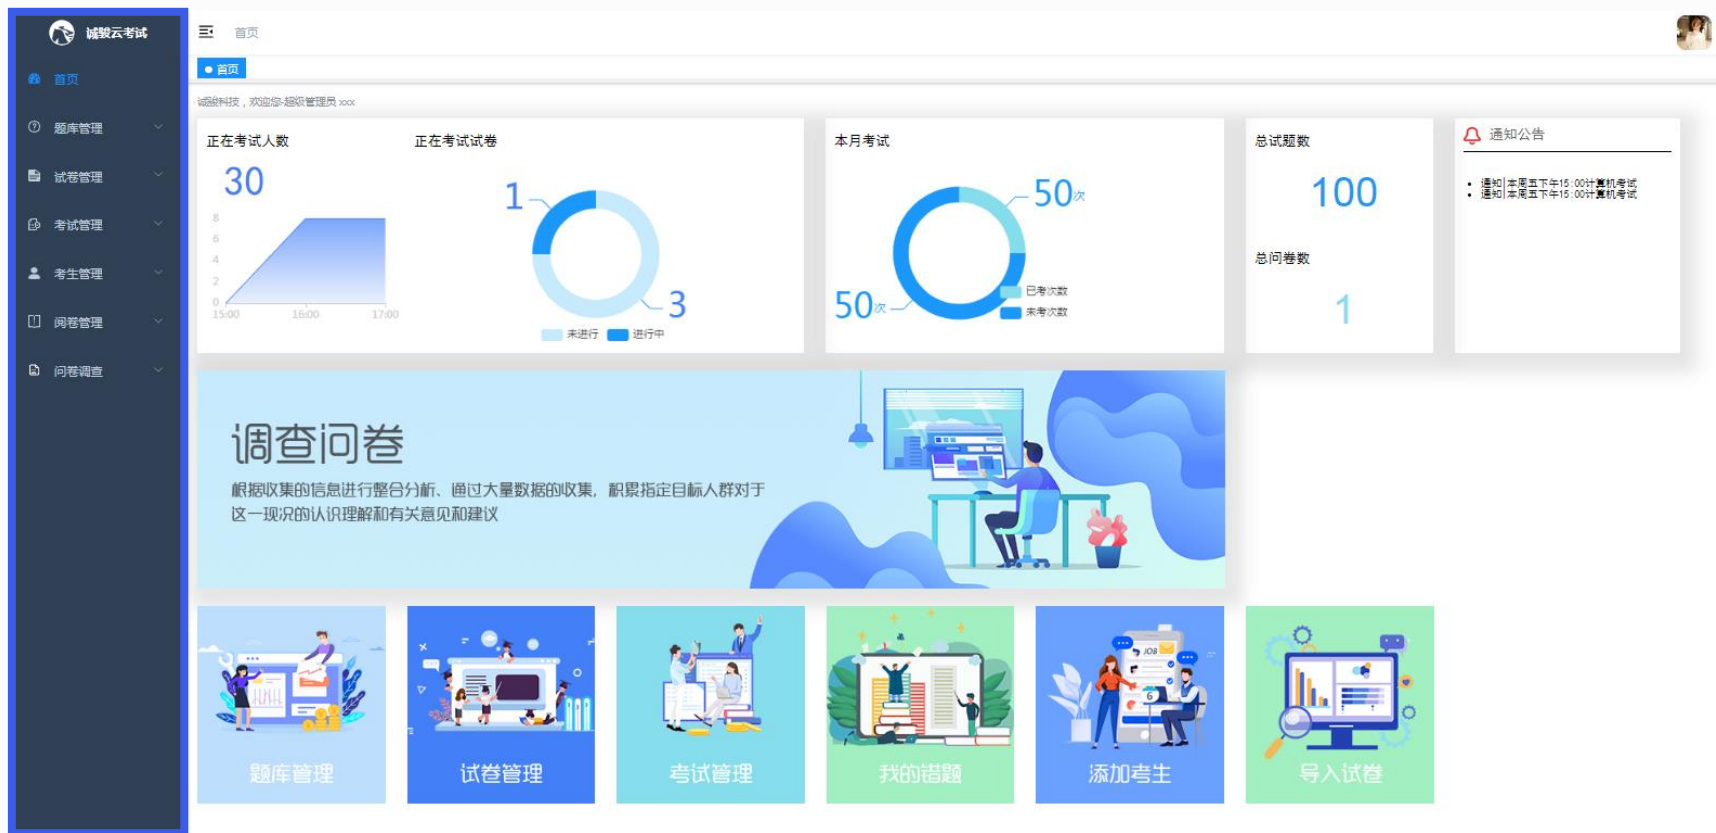 诚骏云考试
首页
题库管理
试卷管理
考试管理
考生管理
阅卷管理
问卷调查
首页
首页
诚骏科技，欢迎您-超级管理员 xxx
正在考试人数
30
8
6
4
2
0
15:00 16:00 17:00
正在考试试卷
1
3
未进行 进行中
本月考试
50次
50次
已考次数
未考次数
总试题数
100
总问卷数
1
通知公告
通知|本周五下午15:00计算机考试
通知|本周五下午15:00计算机考试
调查问卷
根据收集的信息进行整合分析、通过大量数据的收集，积累指定目标人群对于
这一现况的认识理解和有关意见和建议
JOB
6
题库管理
试卷管理
考试管理
我的错题
添加考生
导入试卷